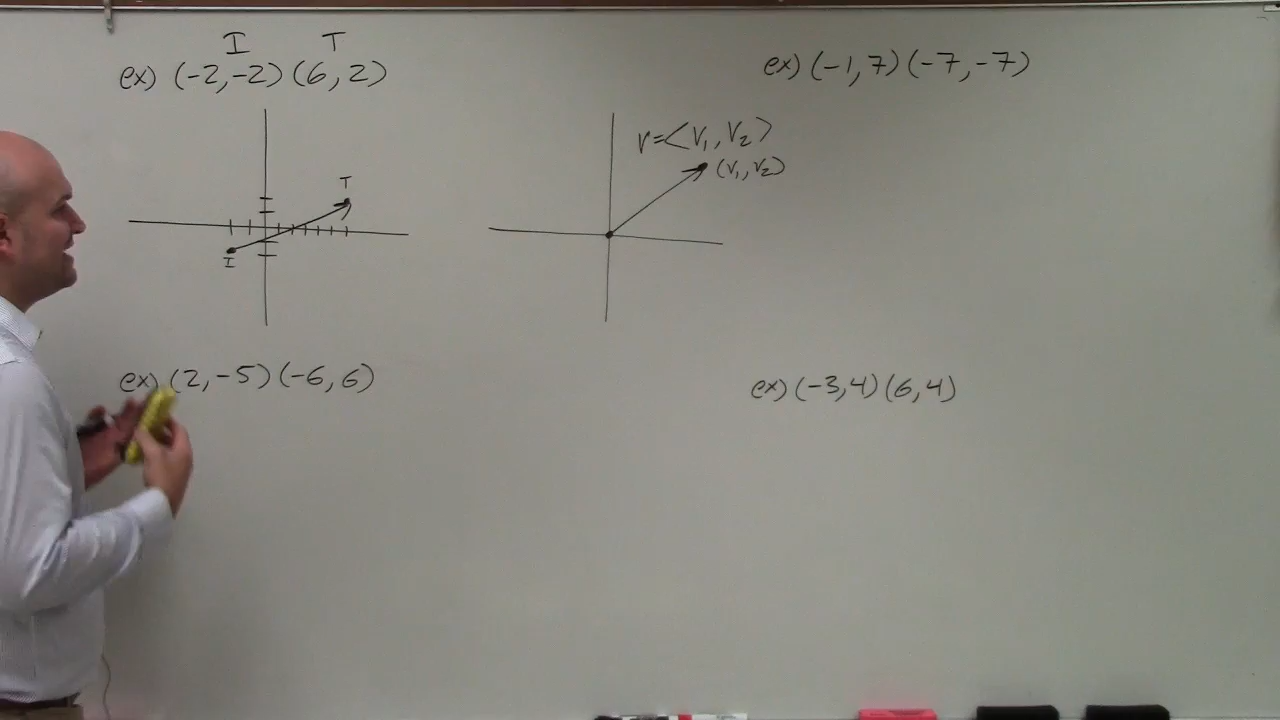 I T
ex) (-2,-2) (6,2)
T
I
v=<v₁, v₂>
(v₁, v₂)
ex) (-1,7) (-7,-7)
ex) (2,-5) (-6,6)
ex) (-3,4) (6,4)